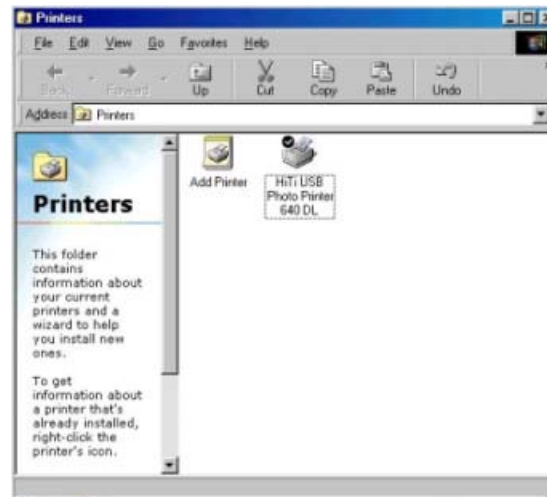 Printers
File Edit View Go Favorites Help
Back Forward Up Cut Copy Paste Undo
Address Printers
Add Printer
HiTi USB
Photo Printer
640 DL
Printers
This folder
contains
information about
your current
printers and a
wizard to help
you install new
ones.
To get
information about
a printer that's
already installed,
right-click the
printer's icon.